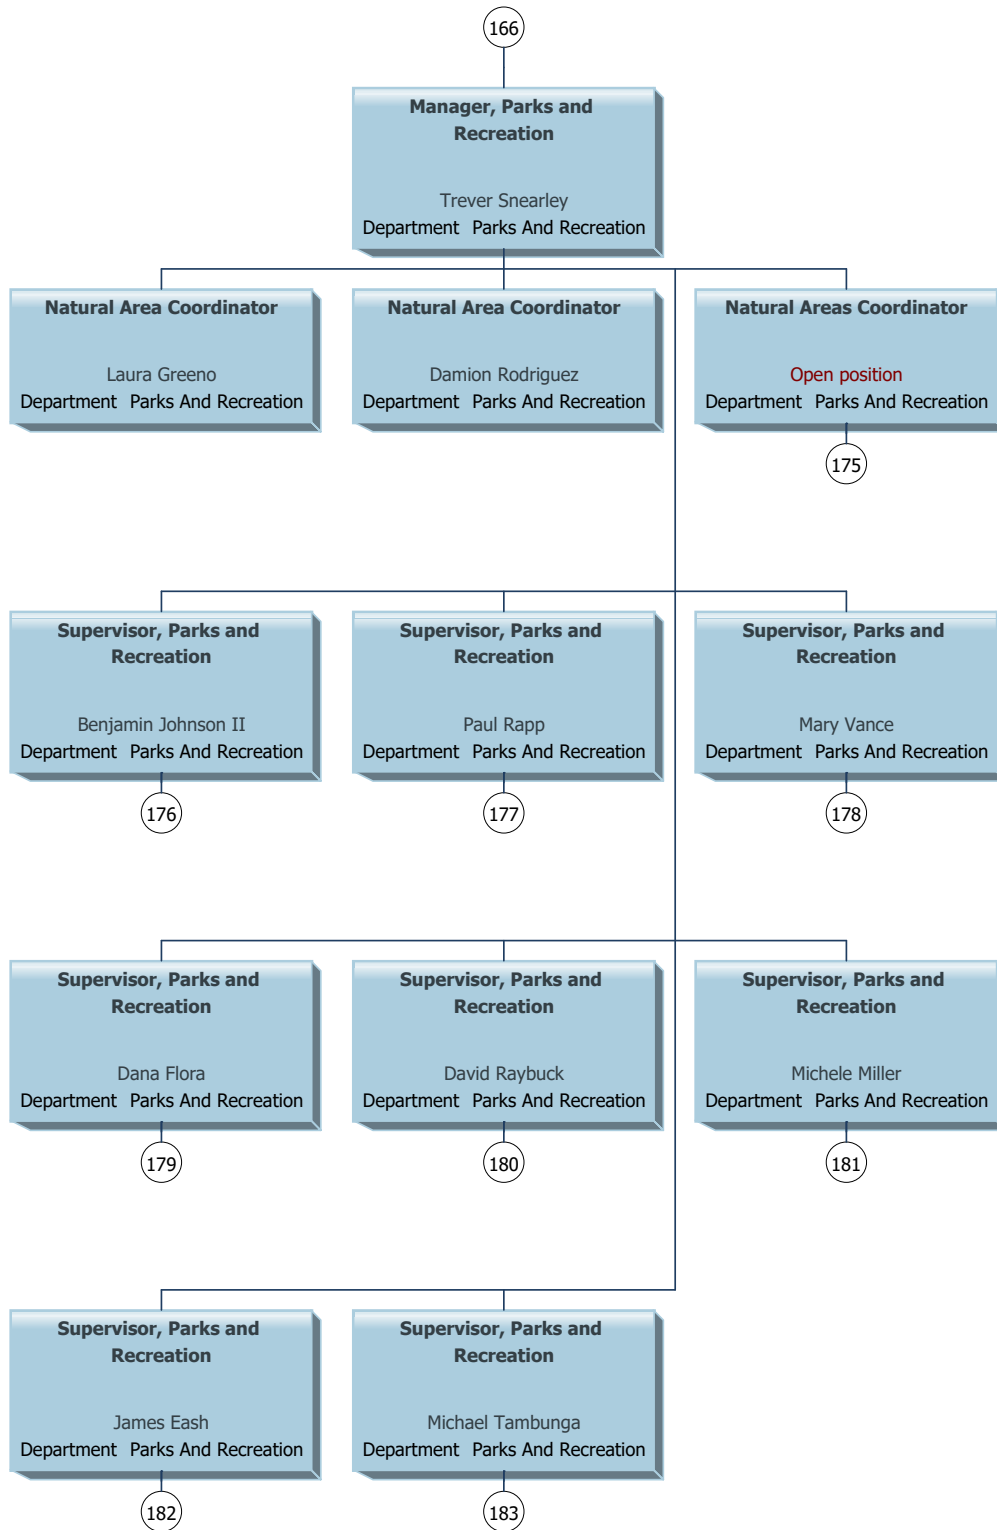 166
Manager, Parks and
Recreation
Trever Snearley
Department  Parks And Recreation
Natural Area Coordinator
Laura Greeno
Department  Parks And Recreation
Natural Area Coordinator
Damion Rodriguez
Department  Parks And Recreation
Natural Areas Coordinator
Open position
Department  Parks And Recreation
175
Supervisor, Parks and
Recreation
Benjamin Johnson II
Department  Parks And Recreation
176
Supervisor, Parks and
Recreation
Paul Rapp
Department  Parks And Recreation
177
Supervisor, Parks and
Recreation
Mary Vance
Department  Parks And Recreation
178
Supervisor, Parks and
Recreation
Dana Flora
Department  Parks And Recreation
179
Supervisor, Parks and
Recreation
David Raybuck
Department  Parks And Recreation
180
Supervisor, Parks and
Recreation
Michele Miller
Department  Parks And Recreation
181
Supervisor, Parks and
Recreation
James Eash
Department  Parks And Recreation
182
Supervisor, Parks and
Recreation
Michael Tambunga
Department  Parks And Recreation
183